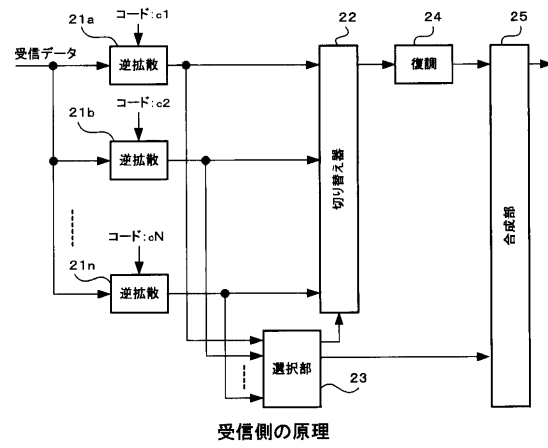 コード:c1
21a
受信データ
逆拡散
コード:c2
21b
逆拡散
コード:cN
21n
逆拡散
22
切り替え器
24
復調
25
合成部
選択部
23
受信側の原理